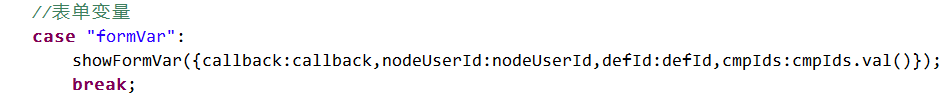 //表单变量
case "formVar":
showFormVar({callback:callback,nodeUserId:nodeUserId,defId:defId,cmpIds:cmpIds.val()});
break;